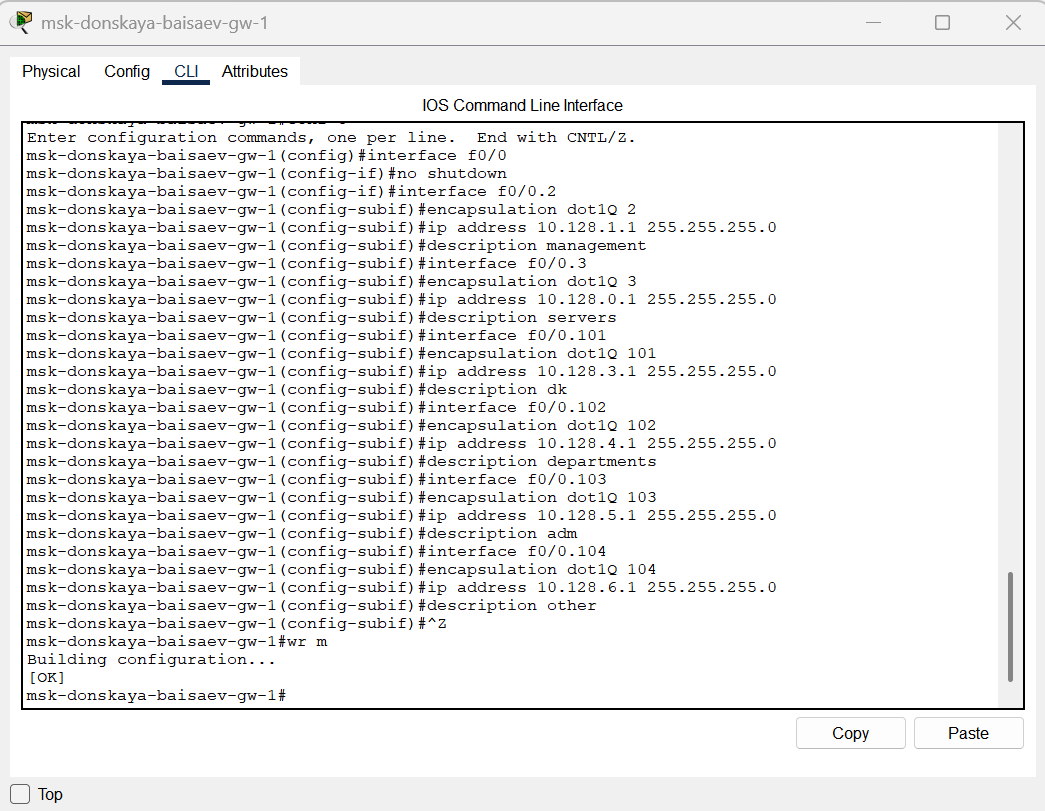 msk-donskaya-baisaev-gw-1
Physical Config CLI Attributes
IOS Command Line Interface
Enter configuration commands, one per line.  End with CNTL/Z.
msk-donskaya-baisaev-gw-1(config)#interface f0/0
msk-donskaya-baisaev-gw-1(config-if)#no shutdown
msk-donskaya-baisaev-gw-1(config-if)#interface f0/0.2
msk-donskaya-baisaev-gw-1(config-subif)#encapsulation dot1Q 2
msk-donskaya-baisaev-gw-1(config-subif)#ip address 10.128.1.1 255.255.255.0
msk-donskaya-baisaev-gw-1(config-subif)#description management
msk-donskaya-baisaev-gw-1(config-subif)#interface f0/0.3
msk-donskaya-baisaev-gw-1(config-subif)#encapsulation dot1Q 3
msk-donskaya-baisaev-gw-1(config-subif)#ip address 10.128.0.1 255.255.255.0
msk-donskaya-baisaev-gw-1(config-subif)#description servers
msk-donskaya-baisaev-gw-1(config-subif)#interface f0/0.101
msk-donskaya-baisaev-gw-1(config-subif)#encapsulation dot1Q 101
msk-donskaya-baisaev-gw-1(config-subif)#ip address 10.128.3.1 255.255.255.0
msk-donskaya-baisaev-gw-1(config-subif)#description dk
msk-donskaya-baisaev-gw-1(config-subif)#interface f0/0.102
msk-donskaya-baisaev-gw-1(config-subif)#encapsulation dot1Q 102
msk-donskaya-baisaev-gw-1(config-subif)#ip address 10.128.4.1 255.255.255.0
msk-donskaya-baisaev-gw-1(config-subif)#description departments
msk-donskaya-baisaev-gw-1(config-subif)#interface f0/0.103
msk-donskaya-baisaev-gw-1(config-subif)#encapsulation dot1Q 103
msk-donskaya-baisaev-gw-1(config-subif)#ip address 10.128.5.1 255.255.255.0
msk-donskaya-baisaev-gw-1(config-subif)#description adm
msk-donskaya-baisaev-gw-1(config-subif)#interface f0/0.104
msk-donskaya-baisaev-gw-1(config-subif)#encapsulation dot1Q 104
msk-donskaya-baisaev-gw-1(config-subif)#ip address 10.128.6.1 255.255.255.0
msk-donskaya-baisaev-gw-1(config-subif)#description other
msk-donskaya-baisaev-gw-1(config-subif)#^Z
msk-donskaya-baisaev-gw-1#wr m
Building configuration...
[OK]
msk-donskaya-baisaev-gw-1#
Copy Paste
Top